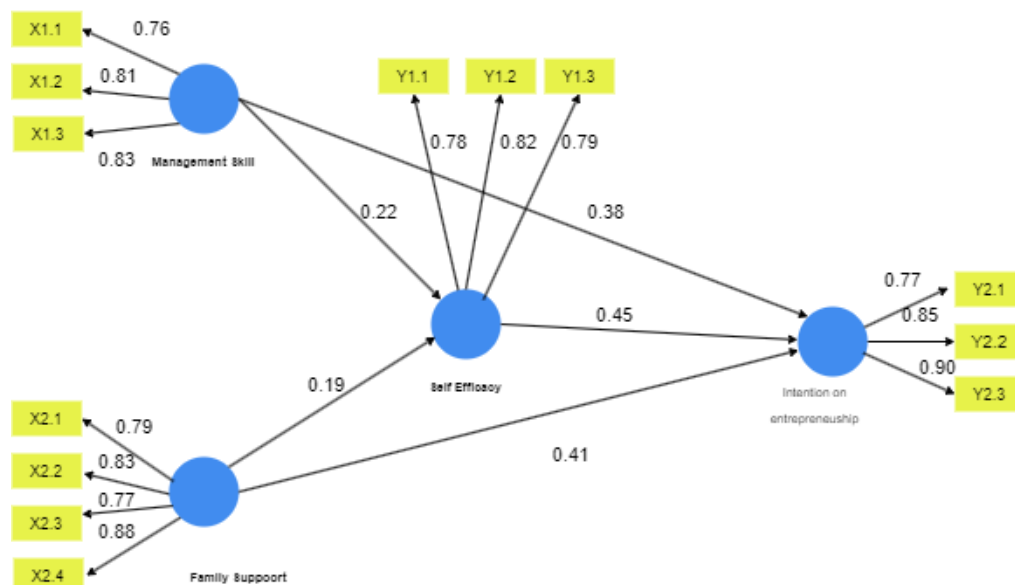 X1.1
0.76
X1.2
0.81
X1.3
0.83
Management Skill
Y1.1
Y1.2
Y1.3
0.78
0.82
0.79
0.22
0.38
0.77
Y2.1
0.85
Y2.2
0.90
Y2.3
0.45
Self Efficacy
Intention on
entrepreneuship
0.19
0.41
X2.1
0.79
X2.2
0.83
X2.3
0.77
0.88
X2.4
Family Suppoort